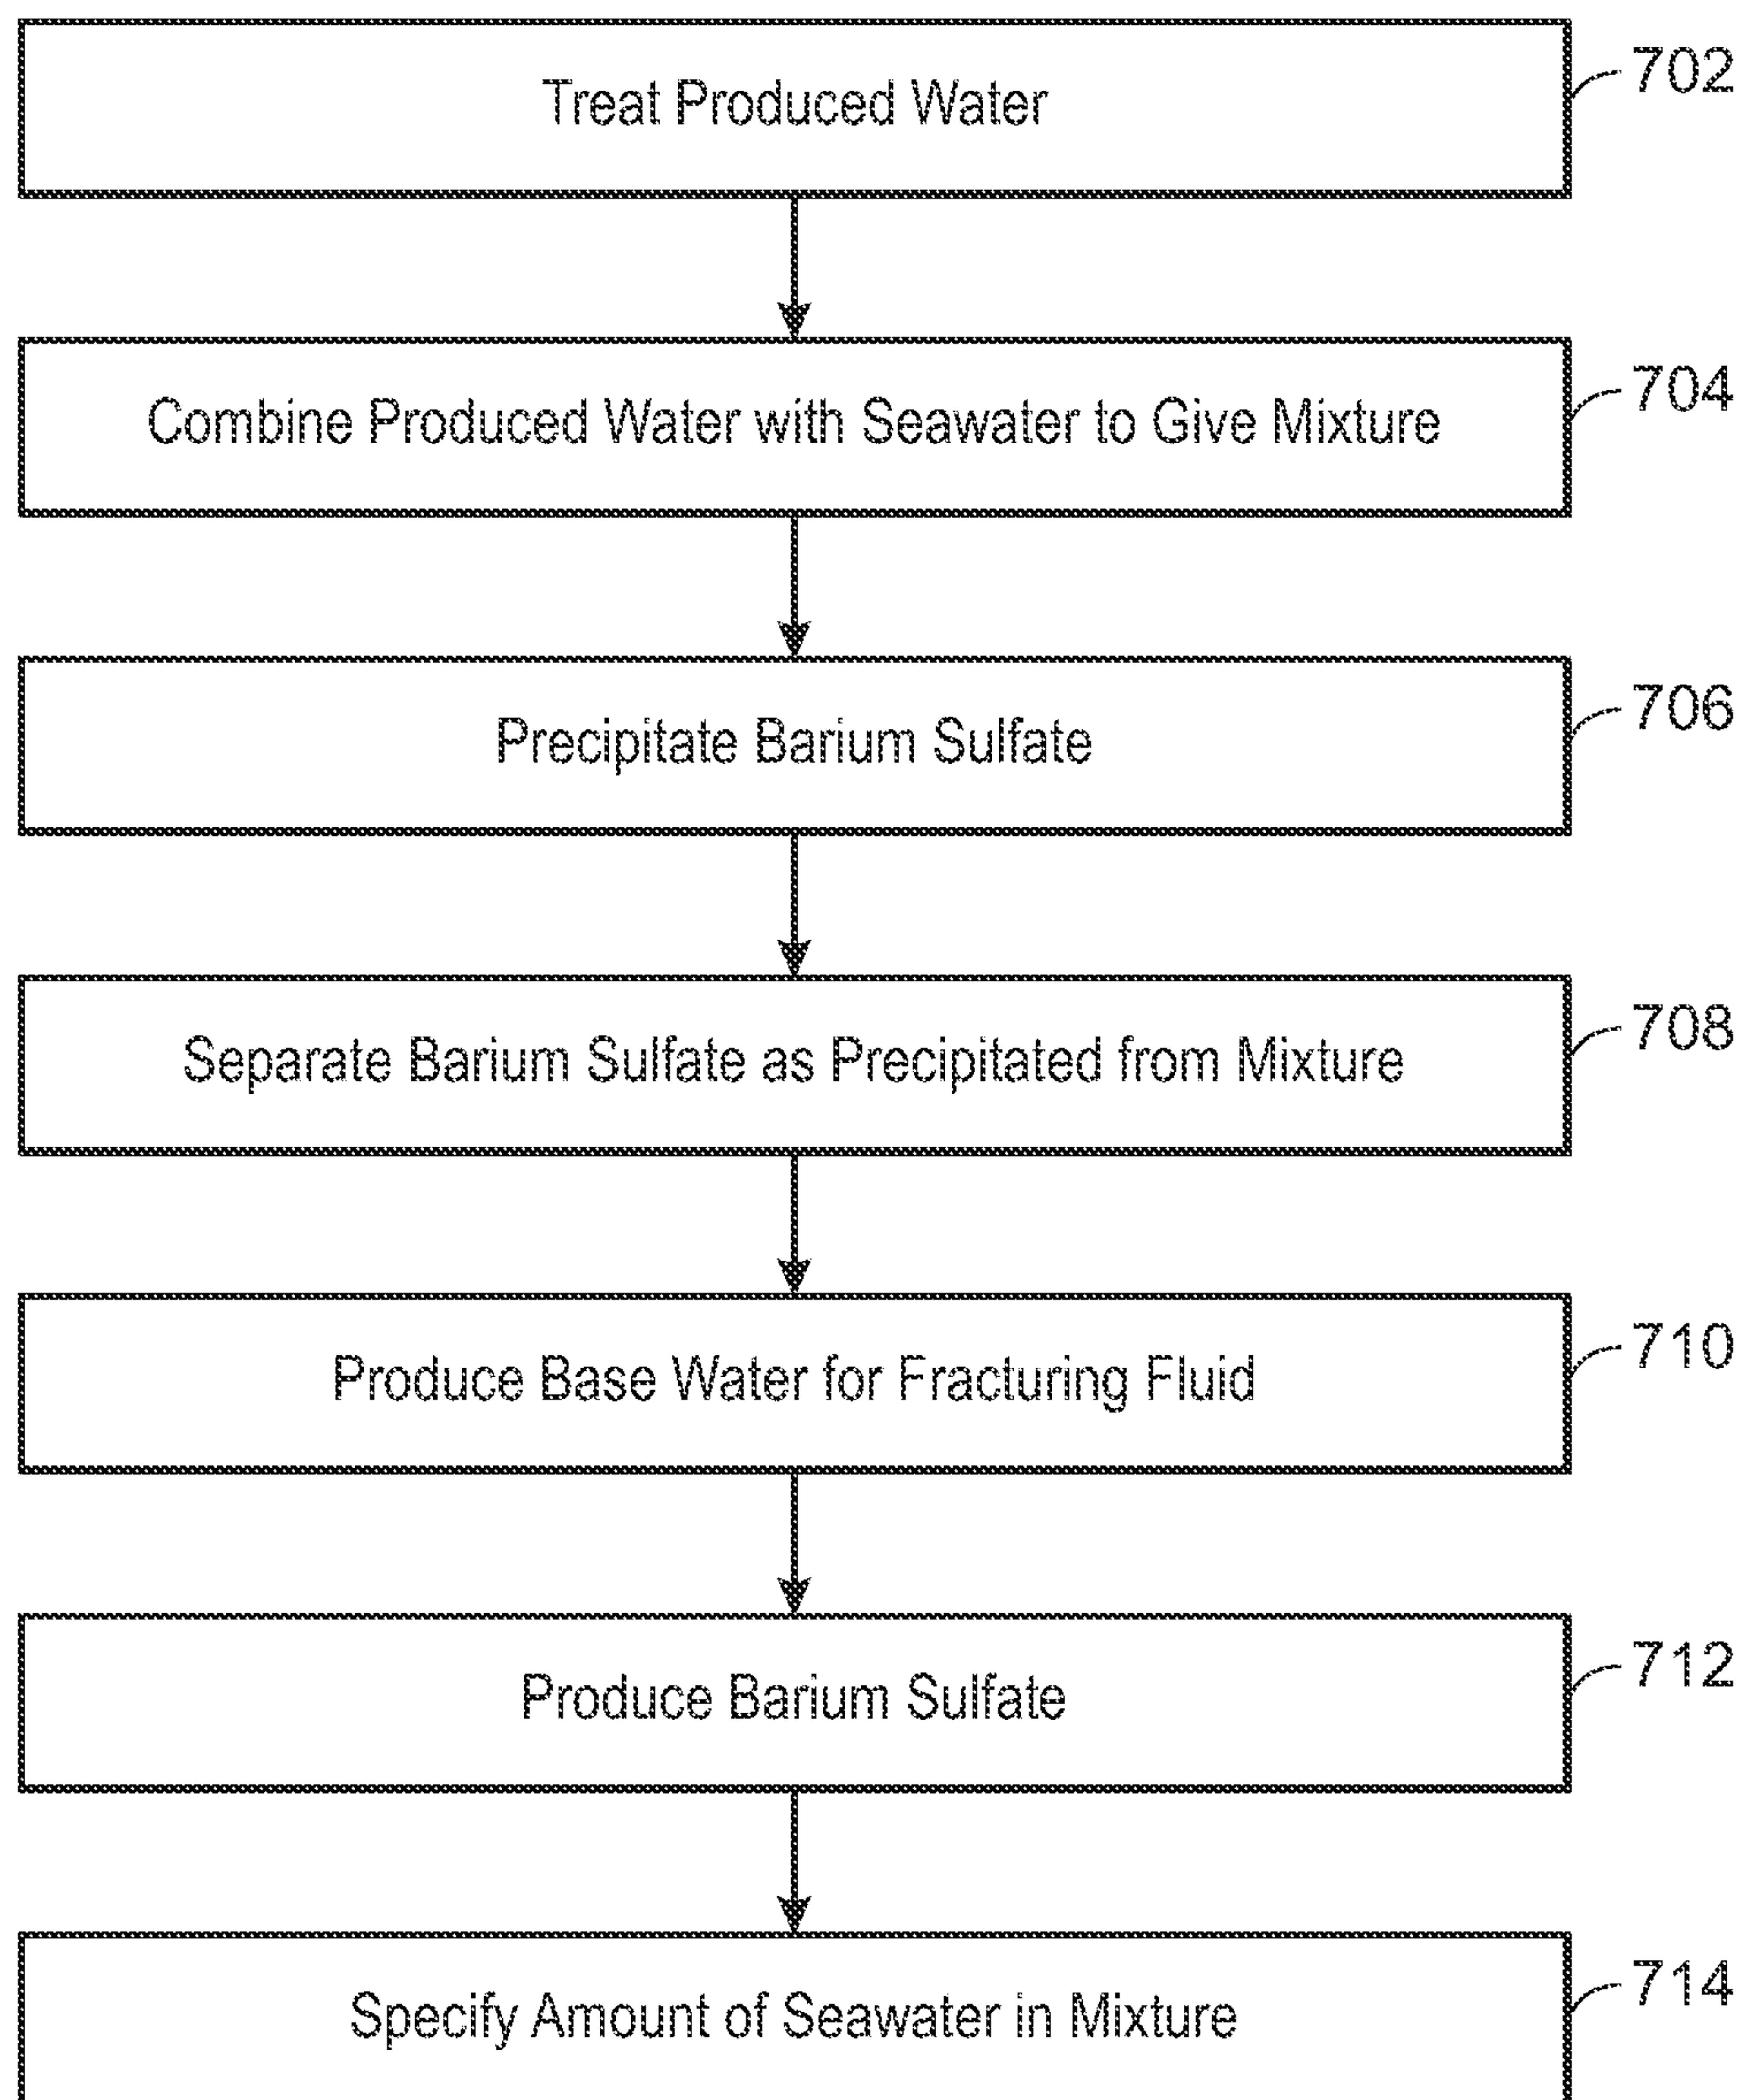 Treat Produced Water
702
Combine Produced Water with Seawater to Give Mixture
704
Precipitate Barium Sulfate
706
Separate Barium Sulfate as Precipitated from Mixture
708
Produce Base Water for Fracturing Fluid
710
Produce Barium Sulfate
712
Specify Amount of Seawater in Mixture
714